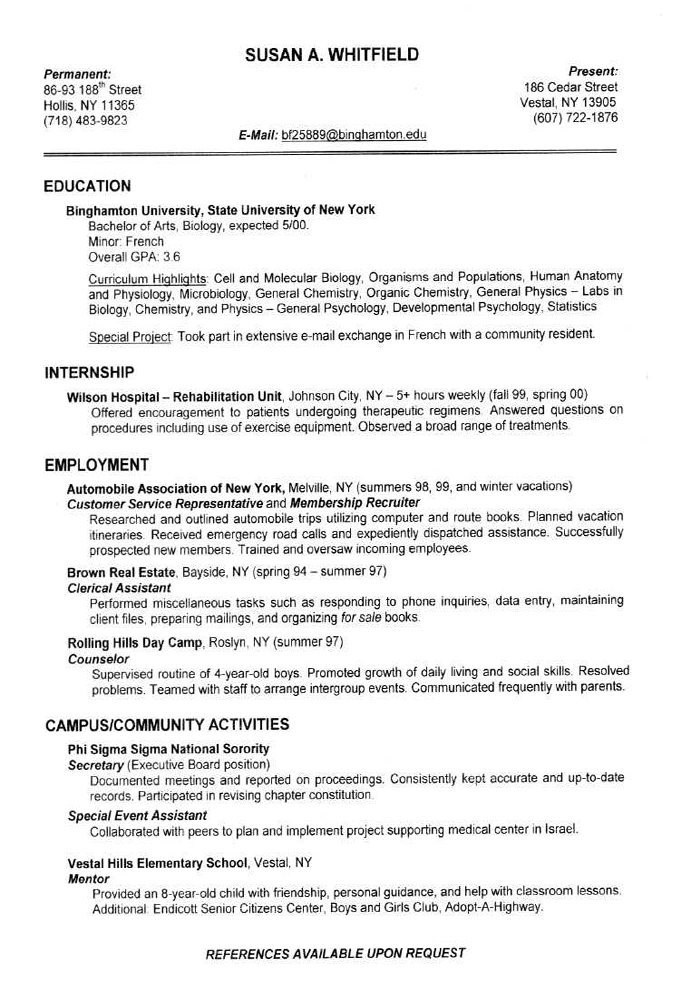 SUSAN A. WHITFIELD
Permanent:
86-93 188th Street
Hollis, NY 11365
(718) 483-9823
Present:
186 Cedar Street
Vestal, NY 13905
(607) 722-1876
E-Mail: bf25889@binghamton.edu
EDUCATION
Binghamton University, State University of New York
Bachelor of Arts, Biology, expected 5/00.
Minor: French
Overall GPA: 3.6
Curriculum Highlights: Cell and Molecular Biology, Organisms and Populations, Human Anatomy
and Physiology, Microbiology, General Chemistry, Organic Chemistry, General Physics – Labs in
Biology, Chemistry, and Physics – General Psychology, Developmental Psychology, Statistics
Special Project: Took part in extensive e-mail exchange in French with a community resident.
INTERNSHIP
Wilson Hospital – Rehabilitation Unit, Johnson City, NY – 5+ hours weekly (fall 99, spring 00)
Offered encouragement to patients undergoing therapeutic regimens. Answered questions on
procedures including use of exercise equipment. Observed a broad range of treatments.
EMPLOYMENT
Automobile Association of New York, Melville, NY (summers 98, 99, and winter vacations)
Customer Service Representative and Membership Recruiter
Researched and outlined automobile trips utilizing computer and route books. Planned vacation
itineraries. Received emergency road calls and expediently dispatched assistance. Successfully
prospected new members. Trained and oversaw incoming employees.
Brown Real Estate, Bayside, NY (spring 94 – summer 97)
Clerical Assistant
Performed miscellaneous tasks such as responding to phone inquiries, data entry, maintaining
client files, preparing mailings, and organizing for sale books.
Rolling Hills Day Camp, Roslyn, NY (summer 97)
Counselor
Supervised routine of 4-year-old boys. Promoted growth of daily living and social skills. Resolved
problems. Teamed with staff to arrange intergroup events. Communicated frequently with parents.
CAMPUS/COMMUNITY ACTIVITIES
Phi Sigma Sigma National Sorority
Secretary (Executive Board position)
Documented meetings and reported on proceedings. Consistently kept accurate and up-to-date
records. Participated in revising chapter constitution.
Special Event Assistant
Collaborated with peers to plan and implement project supporting medical center in Israel.
Vestal Hills Elementary School, Vestal, NY
Mentor
Provided an 8-year-old child with friendship, personal guidance, and help with classroom lessons.
Additional: Endicott Senior Citizens Center, Boys and Girls Club, Adopt-A-Highway.
REFERENCES AVAILABLE UPON REQUEST